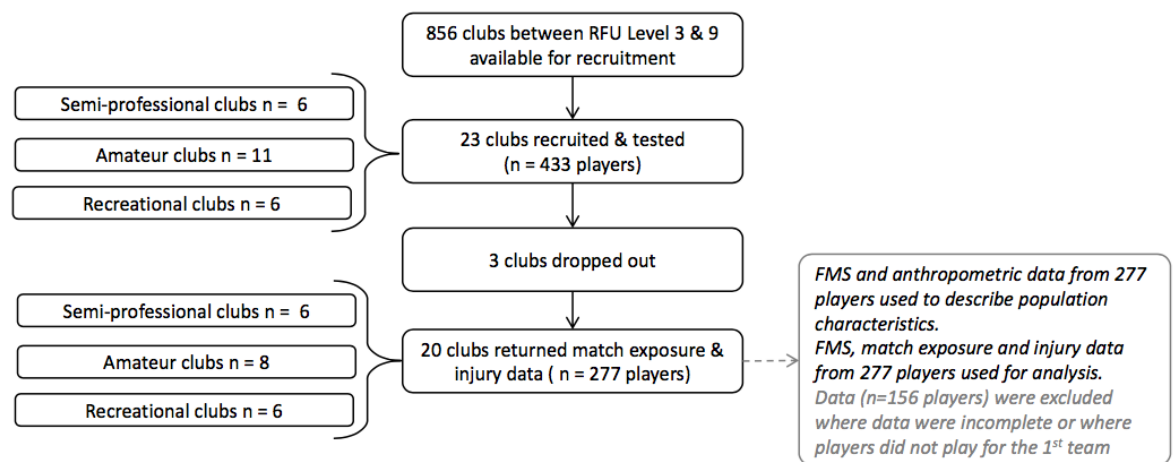 856 clubs between RFU Level 3 & 9
available for recruitment
Semi-professional clubs n =  6
Amateur clubs n = 11
Recreational clubs n = 6
23 clubs recruited & tested
(n = 433 players)
3 clubs dropped out
Semi-professional clubs n =  6
Amateur clubs n = 8
Recreational clubs n = 6
20 clubs returned match exposure &
injury data ( n = 277 players)
FMS and anthropometric data from 277
players used to describe population
characteristics.
FMS, match exposure and injury data
from 277 players used for analysis.
Data (n=156 players) were excluded
where data were incomplete or where
players did not play for the 1st team